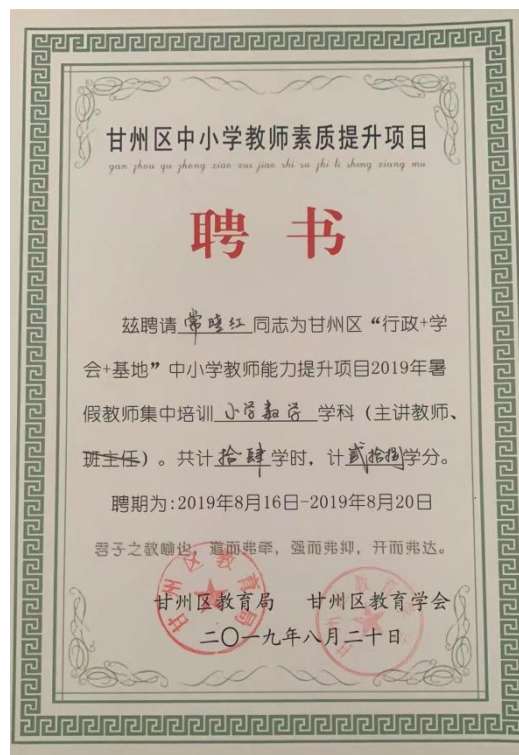 甘州区中小学教师素质提升项目
gan zhou qu zhong xiao xue jiao shi su zhi ti sheng xiang mu
聘书
兹聘请常晓红同志为甘州区“行政+学
会+基地”中小学教师能力提升项目2019年暑
假教师集中培训小学数学学科(主讲教师、
班主任)。共计拾肆学时，计贰拾捌学分。
聘期为:2019年8月16日-2019年8月20日
君子之教喻也，道而弗牵，强而弗抑，开而弗达。
甘州区教育局 甘州区教育学会
二〇一九年八月二十日
甘州区教育局